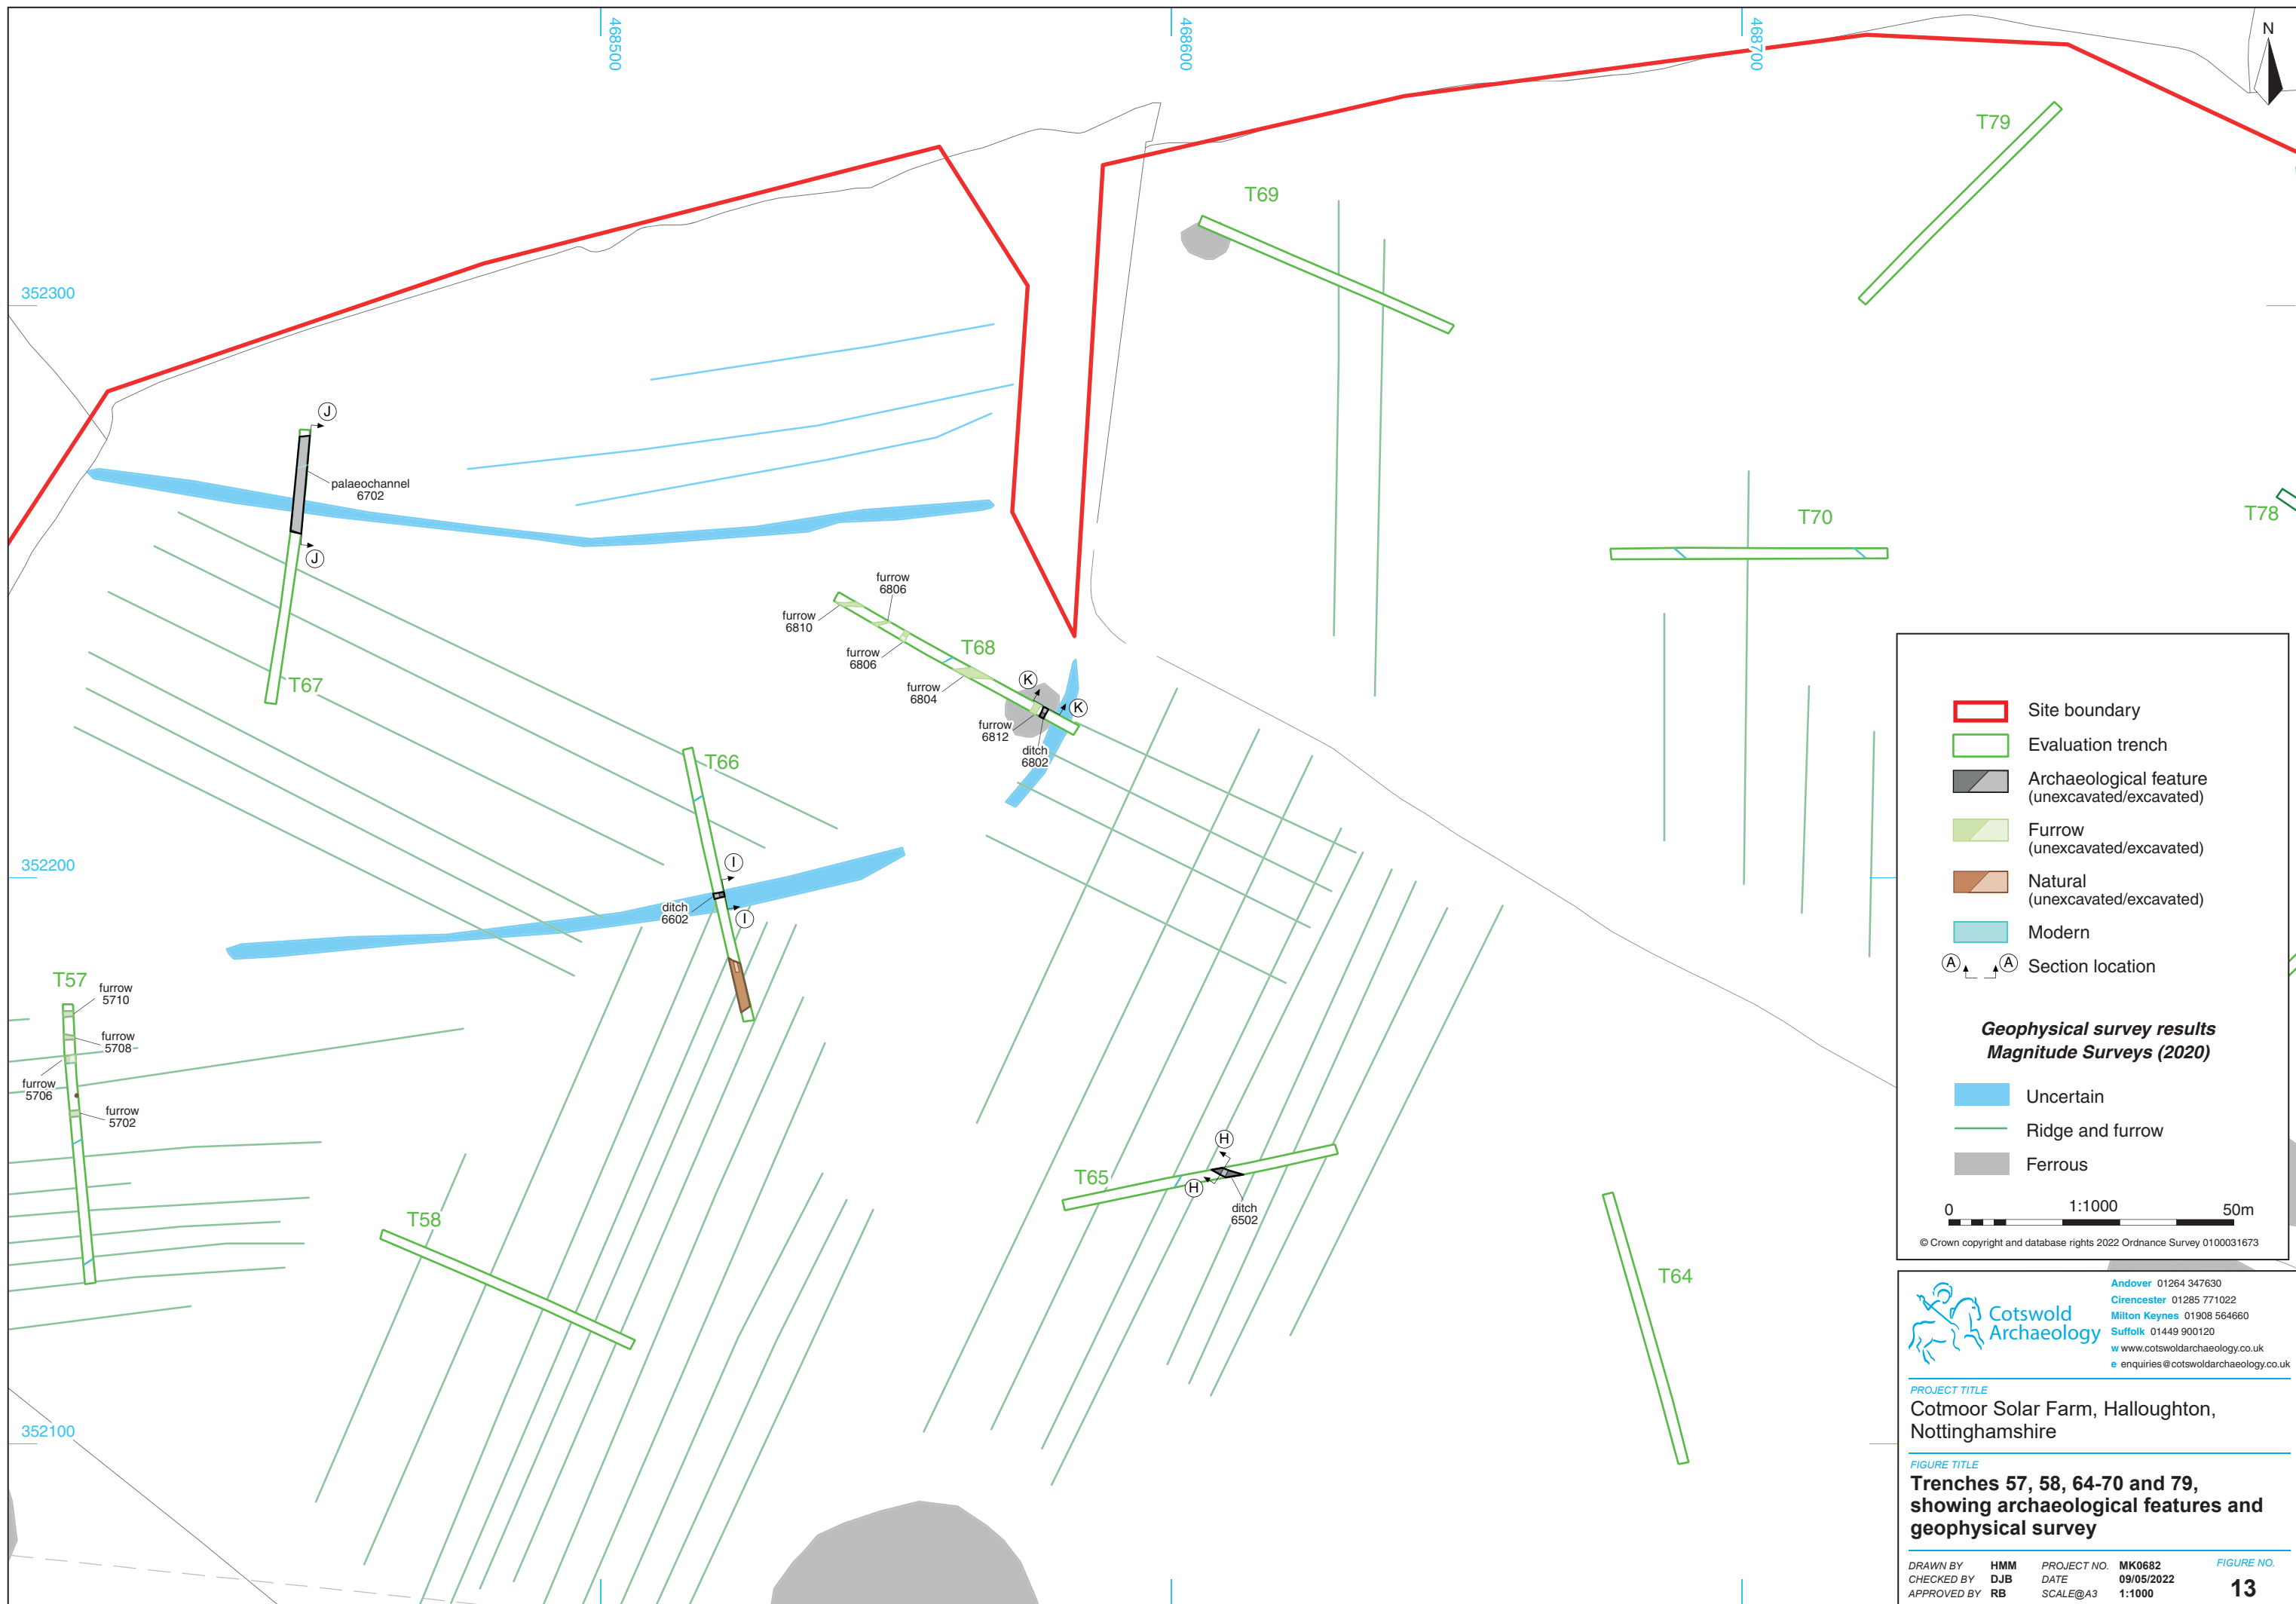 468500
468600
468700
N
T79
T69
352300
J
palaeochannel
6702
J
T67
furrow
6806
furrow
6810
furrow
6806
T68
furrow
6804
K
K
furrow
6812
ditch
6802
T70
T78
T66
352200
I
ditch
6602
I
T57
furrow
5710
furrow
5708
furrow
5706
furrow
5702
T58
T65
H
H
ditch
6502
T64
352100
Site boundary
Evaluation trench
Archaeological feature
(unexcavated/excavated)
Furrow
(unexcavated/excavated)
Natural
(unexcavated/excavated)
Modern
A A Section location
Geophysical survey results
Magnitude Surveys (2020)
Uncertain
Ridge and furrow
Ferrous
0 1:1000 50m
© Crown copyright and database rights 2022 Ordnance Survey 0100031673
Cotswold
Archaeology
Andover 01264 347630
Cirencester 01285 771022
Milton Keynes 01908 564660
Suffolk 01449 900120
w www.cotswoldarchaeology.co.uk
e enquiries@cotswoldarchaeology.co.uk
PROJECT TITLE
Cotmoor Solar Farm, Halloughton,
Nottinghamshire
FIGURE TITLE
Trenches 57, 58, 64-70 and 79,
showing archaeological features and
geophysical survey
DRAWN BY HMM PROJECT NO. MK0682
CHECKED BY DJB DATE 09/05/2022
APPROVED BY RB SCALE@A3 1:1000
FIGURE NO.
13